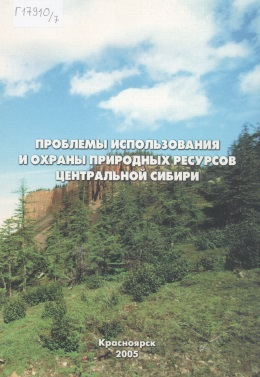 Г17910/7
ПРОБЛЕМЫ ИСПОЛЬЗОВАНИЯ
И ОХРАНЫ ПРИРОДНЫХ РЕСУРСОВ
ЦЕНТРАЛЬНОЙ СИБИРИ
Красноярск
2005